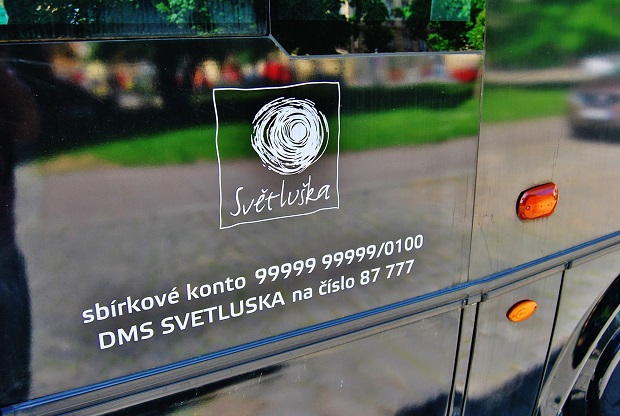 Světluška
sbírkové konto 99999 99999/0100
DMS SVETLUSKA na číslo 87 777